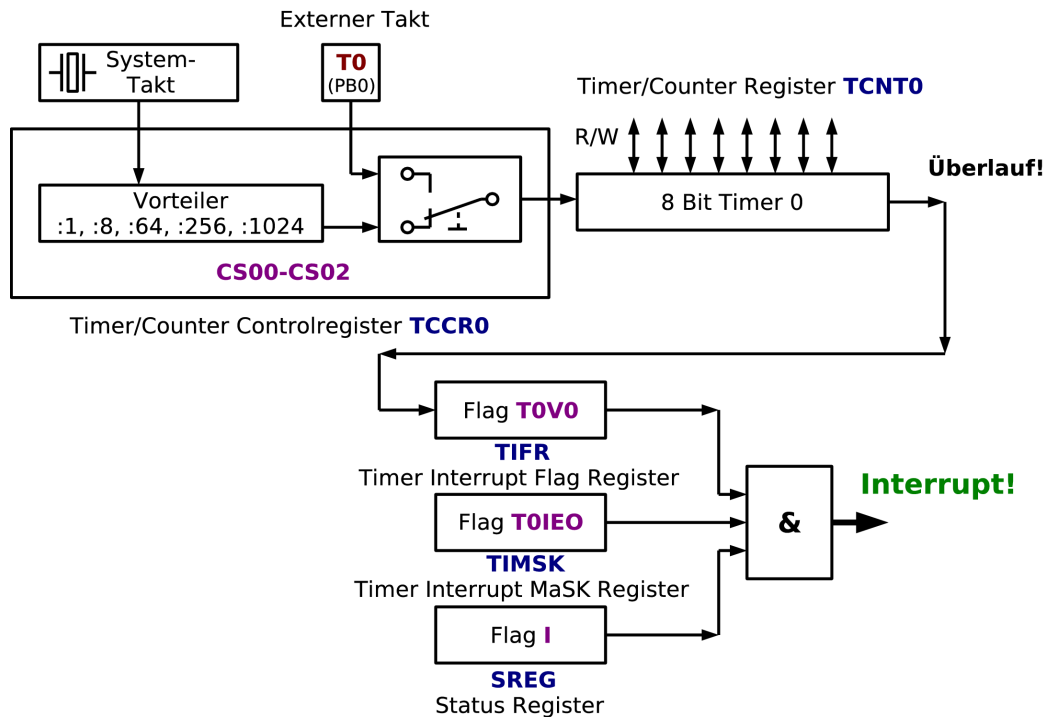 Externer Takt
System-
Takt
T0
(PB0)
Timer/Counter Register TCNT0
R/W
Überlauf!
Vorteiler
:1, :8, :64, :256, :1024
8 Bit Timer 0
CS00-CS02
Timer/Counter Controlregister TCCR0
Flag T0V0
TIFR
Timer Interrupt Flag Register
Interrupt!
Flag T0IEO
&
TIMSK
Timer Interrupt MaSK Register
Flag I
SREG
Status Register